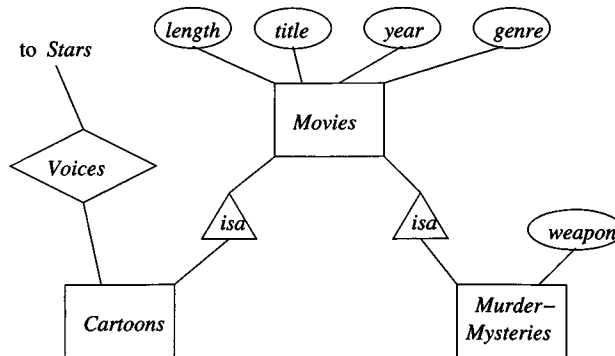 length
title
year
genre
to Stars
Movies
Voices
isa
isa
weapon
Cartoons
Murder–
Mysteries